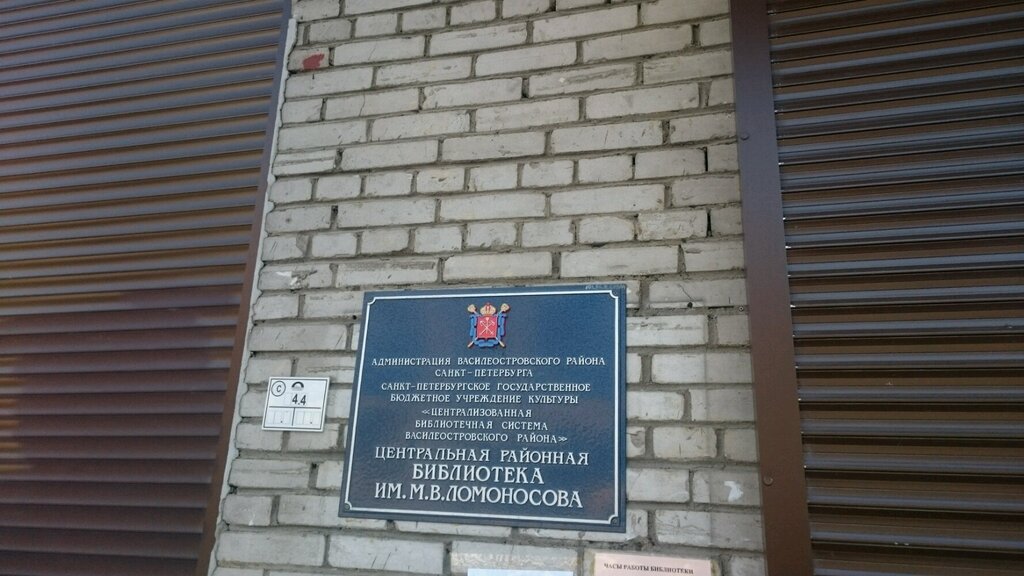 АДМИНИСТРАЦИЯ ВАСИЛЕОСТРОВСКОГО РАЙОНА
САНКТ-ПЕТЕРБУРГА
САНКТ-ПЕТЕРБУРГСКОЕ ГОСУДАРСТВЕННОЕ
БЮДЖЕТНОЕ УЧРЕЖДЕНИЕ КУЛЬТУРЫ
«ЦЕНТРАЛИЗОВАННАЯ
БИБЛИОТЕЧНАЯ СИСТЕМА
ВАСИЛЕОСТРОВСКОГО РАЙОНА»
ЦЕНТРАЛЬНАЯ РАЙОННАЯ
БИБЛИОТЕКА
ИМ. М.В.ЛОМОНОСОВА
С
4.4
ЧАСЫ РАБОТЫ БИБЛИОТЕКИ